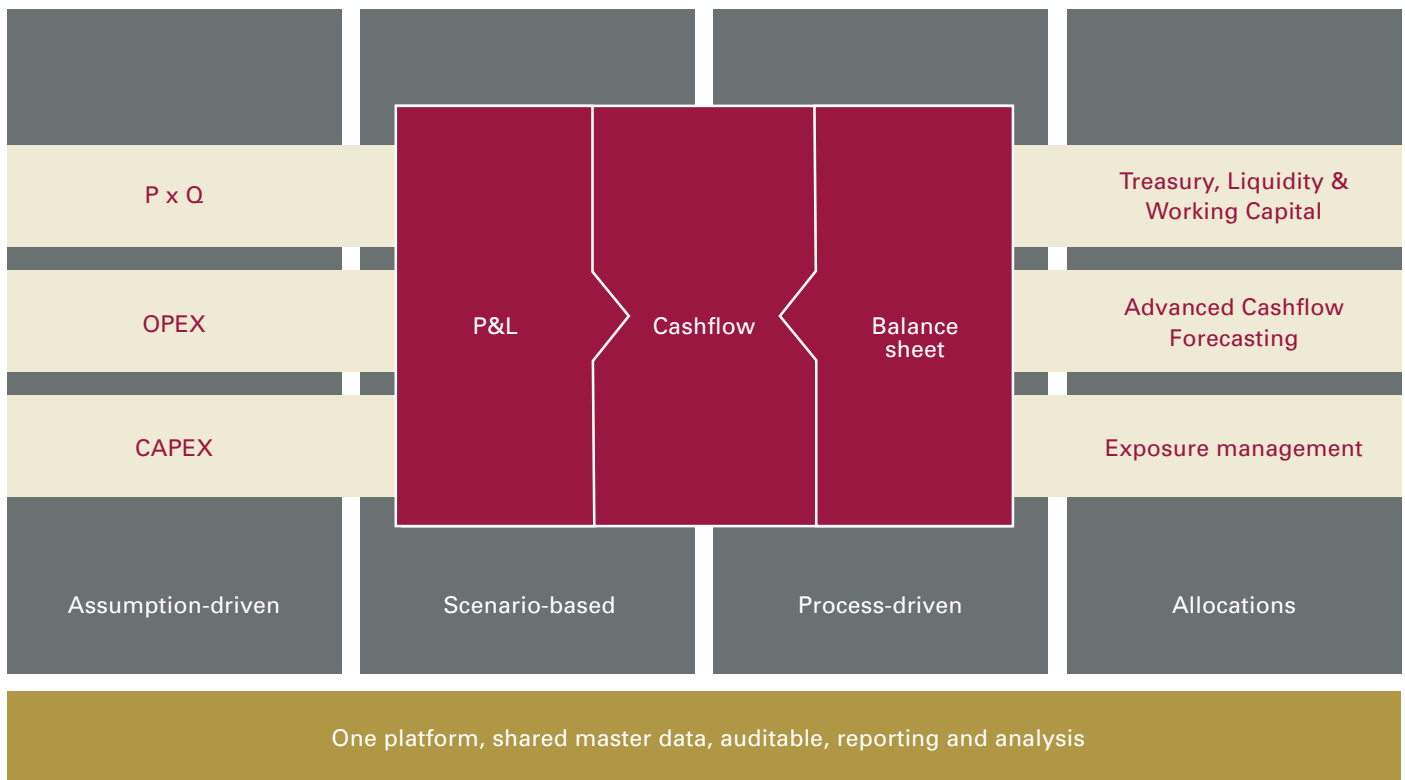 P x Q
OPEX
CAPEX
P&L
Cashflow
Balance
sheet
Treasury, Liquidity &
Working Capital
Advanced Cashflow
Forecasting
Exposure management
Assumption-driven
Scenario-based
Process-driven
Allocations
One platform, shared master data, auditable, reporting and analysis